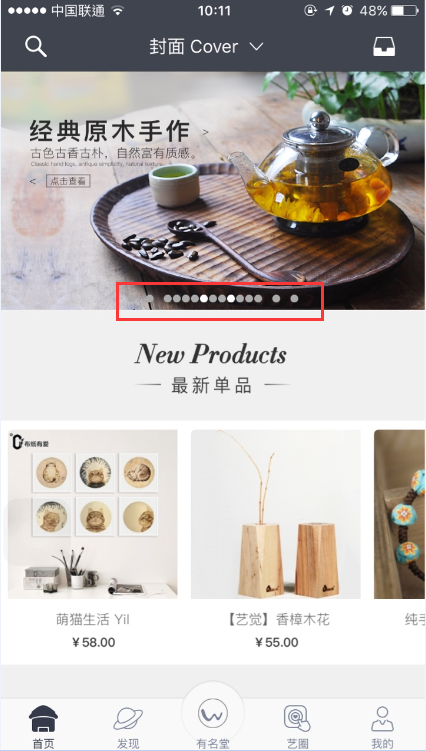 中国联通 10:11 48%
封面 Cover
经典原木手作 >
古色古香古朴，自然富有质感。
Classic hand logs, antique simplicity, natural texture.
< 点击查看
New Products
最新单品
布纸有爱
萌猫生活 Yil
¥58.00
【艺觉】香樟木花
¥55.00
纯手
首页 发现 有名堂 艺圈 我的